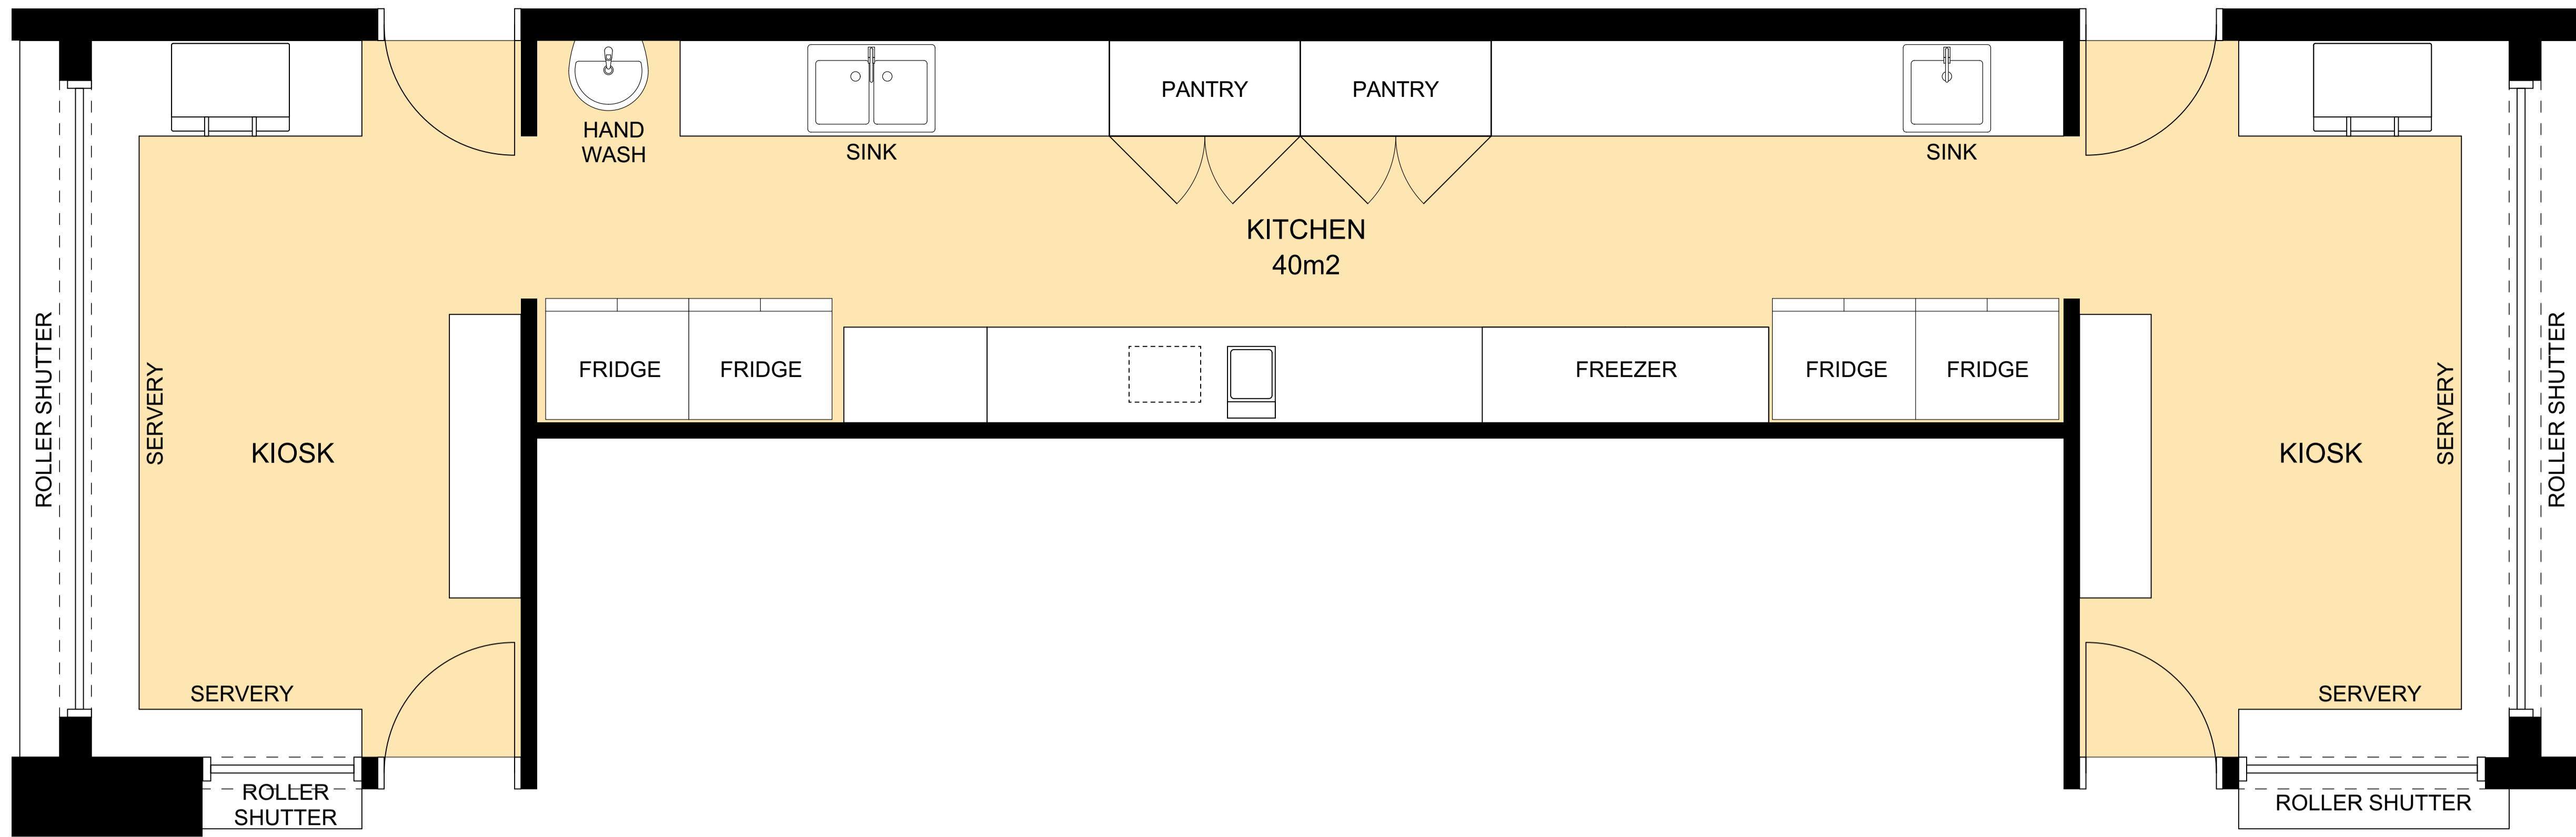 HAND
WASH
SINK
PANTRY
PANTRY
SINK
KITCHEN
40m2
ROLLER SHUTTER
SERVERY
KIOSK
FRIDGE
FRIDGE
FREEZER
FRIDGE
FRIDGE
KIOSK
SERVERY
ROLLER SHUTTER
SERVERY
SERVERY
ROLLER
SHUTTER
ROLLER SHUTTER